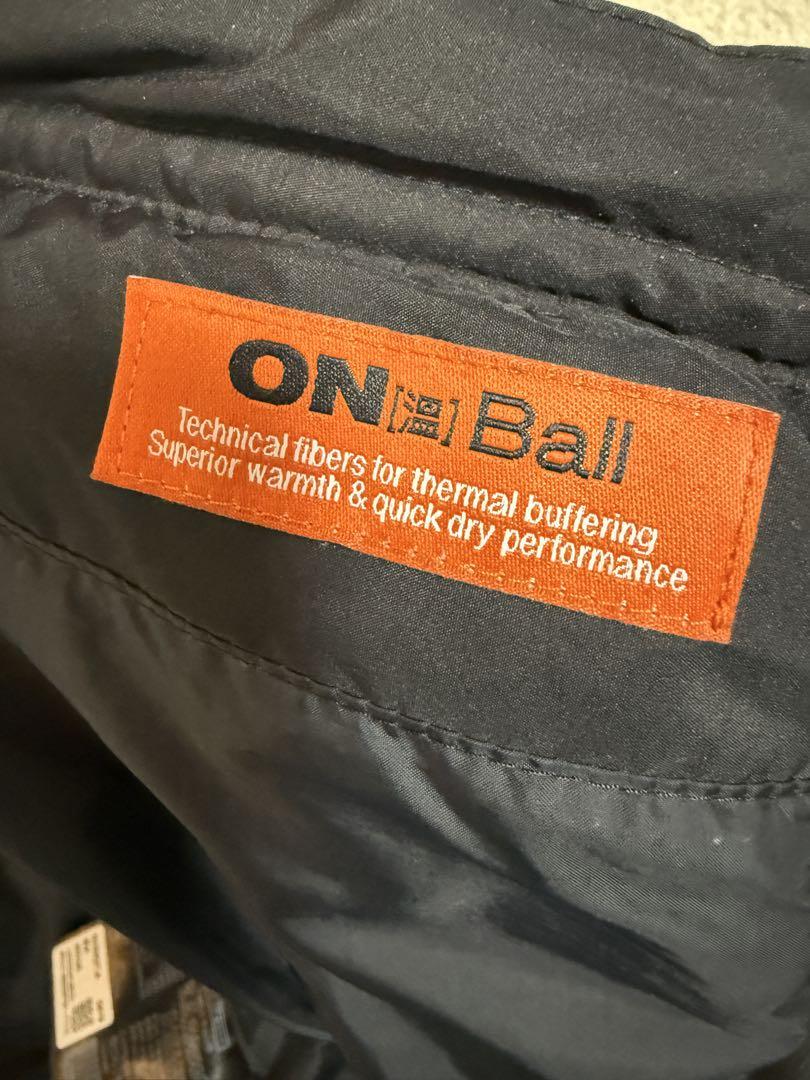 ON[温]Ball
Technical fibers for thermal buffering
Superior warmth & quick dry performance